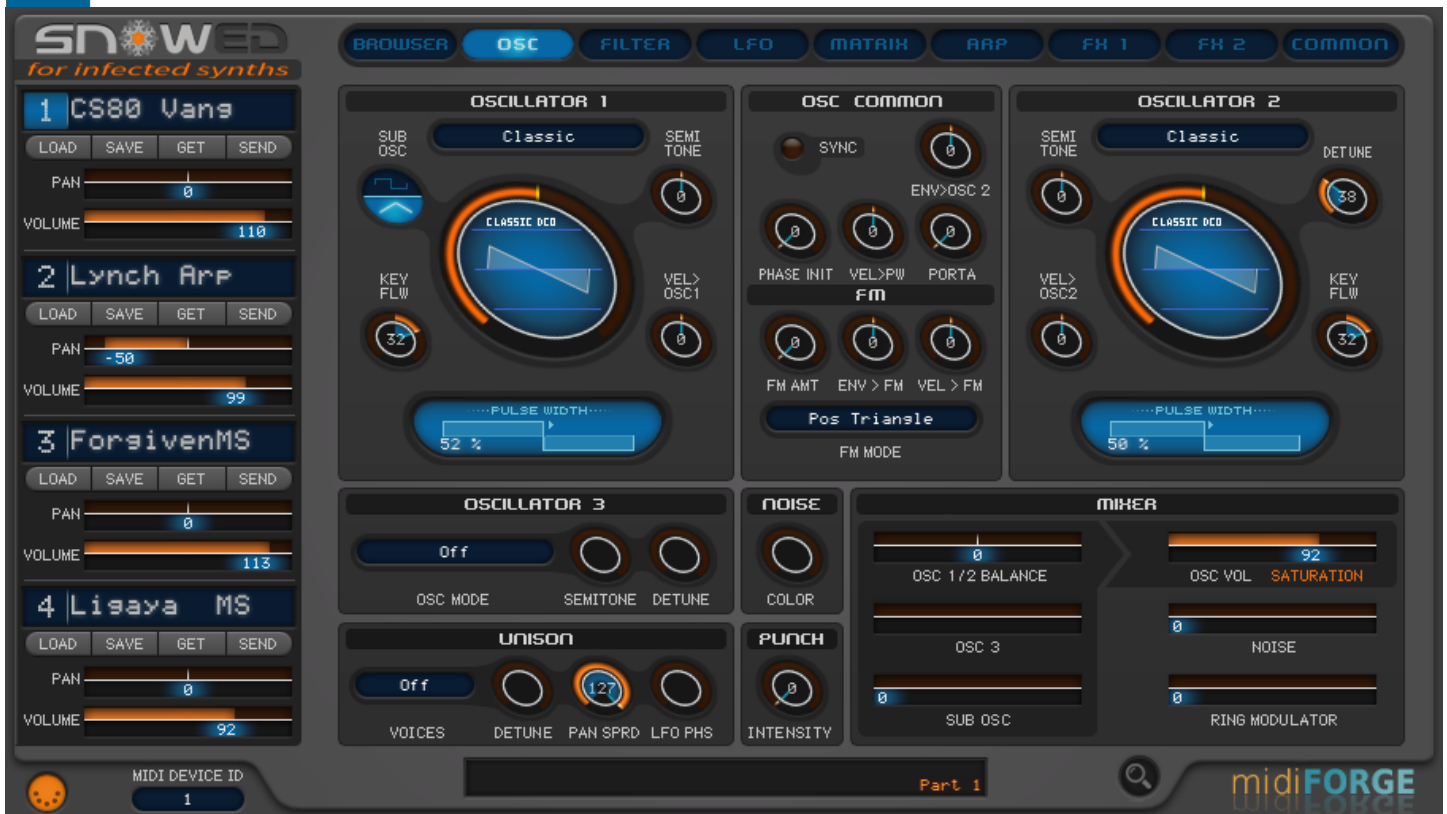 SNOWED
for infected synths
BROWSER OSC FILTER LFO MATRIX ARP FX 1 FX 2 COMMON
1 CS80 Vang
LOAD SAVE GET SEND
PAN
0
VOLUME
110
2 Lynch Arp
LOAD SAVE GET SEND
PAN
-50
VOLUME
99
3 ForgivenMS
LOAD SAVE GET SEND
PAN
0
VOLUME
113
4 Ligaya MS
LOAD SAVE GET SEND
PAN
0
VOLUME
92
MIDI DEVICE ID
1
OSCILLATOR 1
Classic
SUB
OSC
SEMI
TONE
0
CLASSIC DCO
KEY
FLW
32
VEL>
OSC1
0
PULSE WIDTH
52 %
OSC COMMON
SYNC
0
ENV>OSC 2
0 0 0
PHASE INIT VEL>PW PORTA
FM
0 0 0
FM AMT ENV > FM VEL > FM
Pos Triangle
FM MODE
OSCILLATOR 2
Classic
SEMI
TONE
0
DETUNE
38
CLASSIC DCO
VEL>
OSC2
0
KEY
FLW
32
PULSE WIDTH
50 %
OSCILLATOR 3
Off
OSC MODE SEMITONE DETUNE
NOISE
COLOR
UNISON
Off
127
VOICES DETUNE PAN SPRD LFO PHS
PUNCH
0
INTENSITY
MIXER
0
OSC 1/2 BALANCE
92
OSC VOL SATURATION
OSC 3
0
NOISE
0
SUB OSC
0
RING MODULATOR
Part 1
midiFORGE